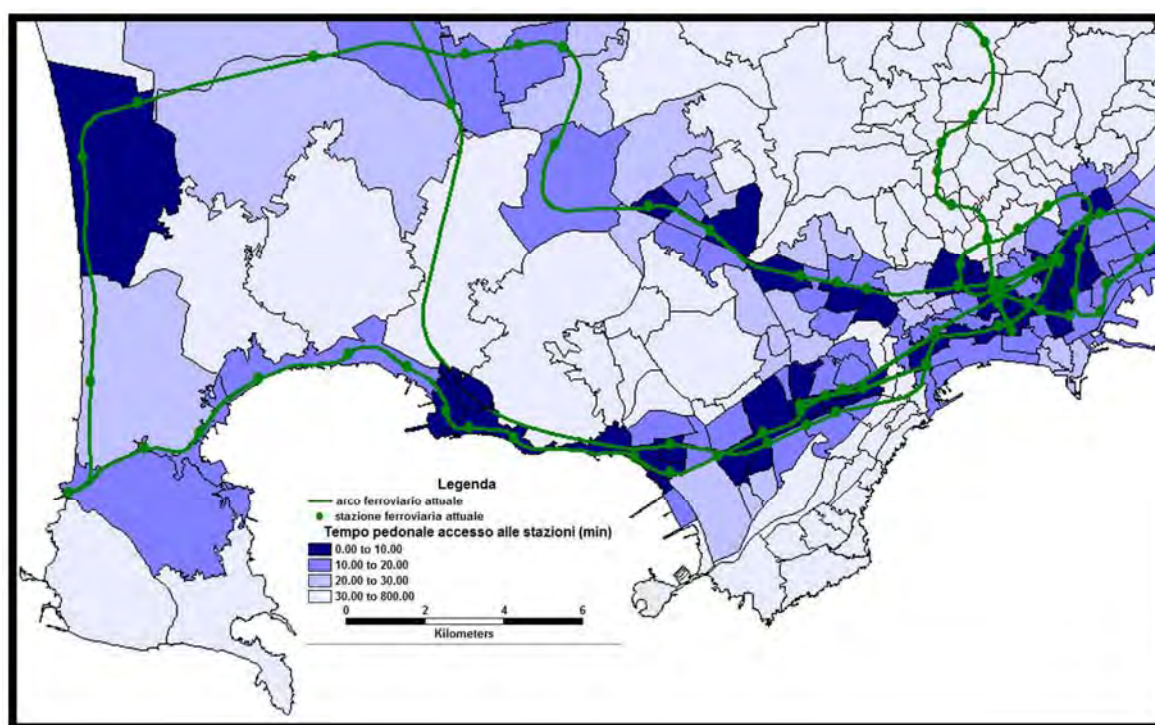 Legenda
arco ferroviario attuale
stazione ferroviaria attuale
Tempo pedonale accesso alle stazioni (min)
0.00 to 10.00
10.00 to 20.00
20.00 to 30.00
30.00 to 800.00
0 2 4 6
Kilometers